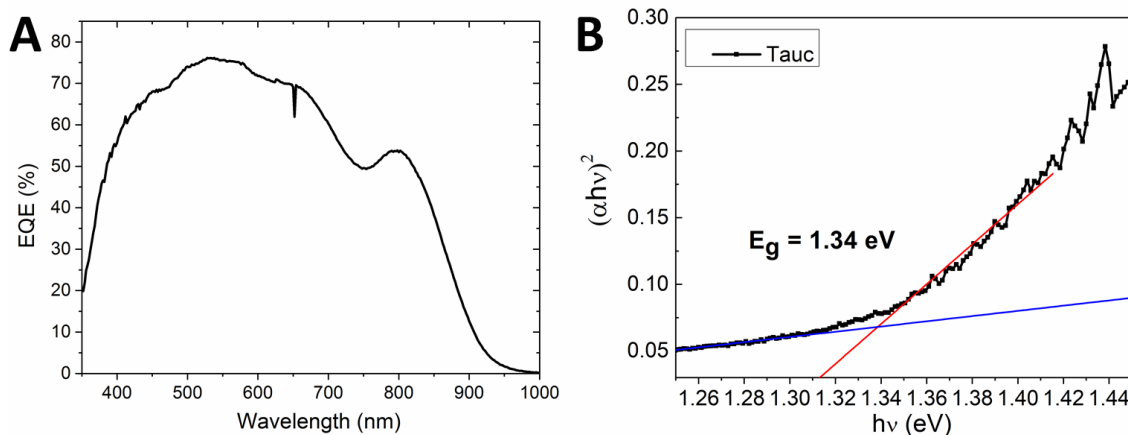 A
EQE (%)
80
70
60
50
40
30
20
10
0
400 500 600 700 800 900 1000
Wavelength (nm)
B
(αhν)²
0.30
0.25
0.20
0.15
0.10
0.05
Tauc
Eg = 1.34 eV
1.26 1.28 1.30 1.32 1.34 1.36 1.38 1.40 1.42 1.44
hν (eV)